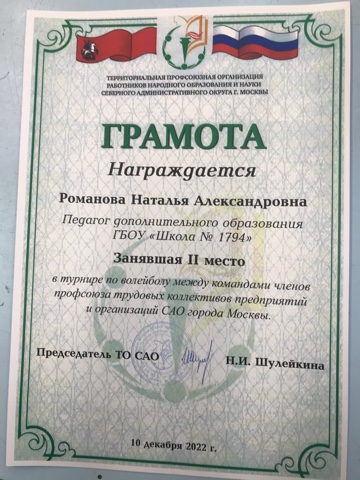 ТЕРРИТОРИАЛЬНАЯ ПРОФСОЮЗНАЯ ОРГАНИЗАЦИЯ
РАБОТНИКОВ НАРОДНОГО ОБРАЗОВАНИЯ И НАУКИ
СЕВЕРНОГО АДМИНИСТРАТИВНОГО ОКРУГА Г. МОСКВЫ
ГРАМОТА
Награждается
Романова Наталья Александровна
Педагог дополнительного образования
ГБОУ «Школа № 1794»
Занявшая II место
в турнире по волейболу между командами членов
профсоюза трудовых коллективов предприятий
и организаций САО города Москвы.
Председатель ТО САО Н.И. Шулейкина
10 декабря 2022 г.